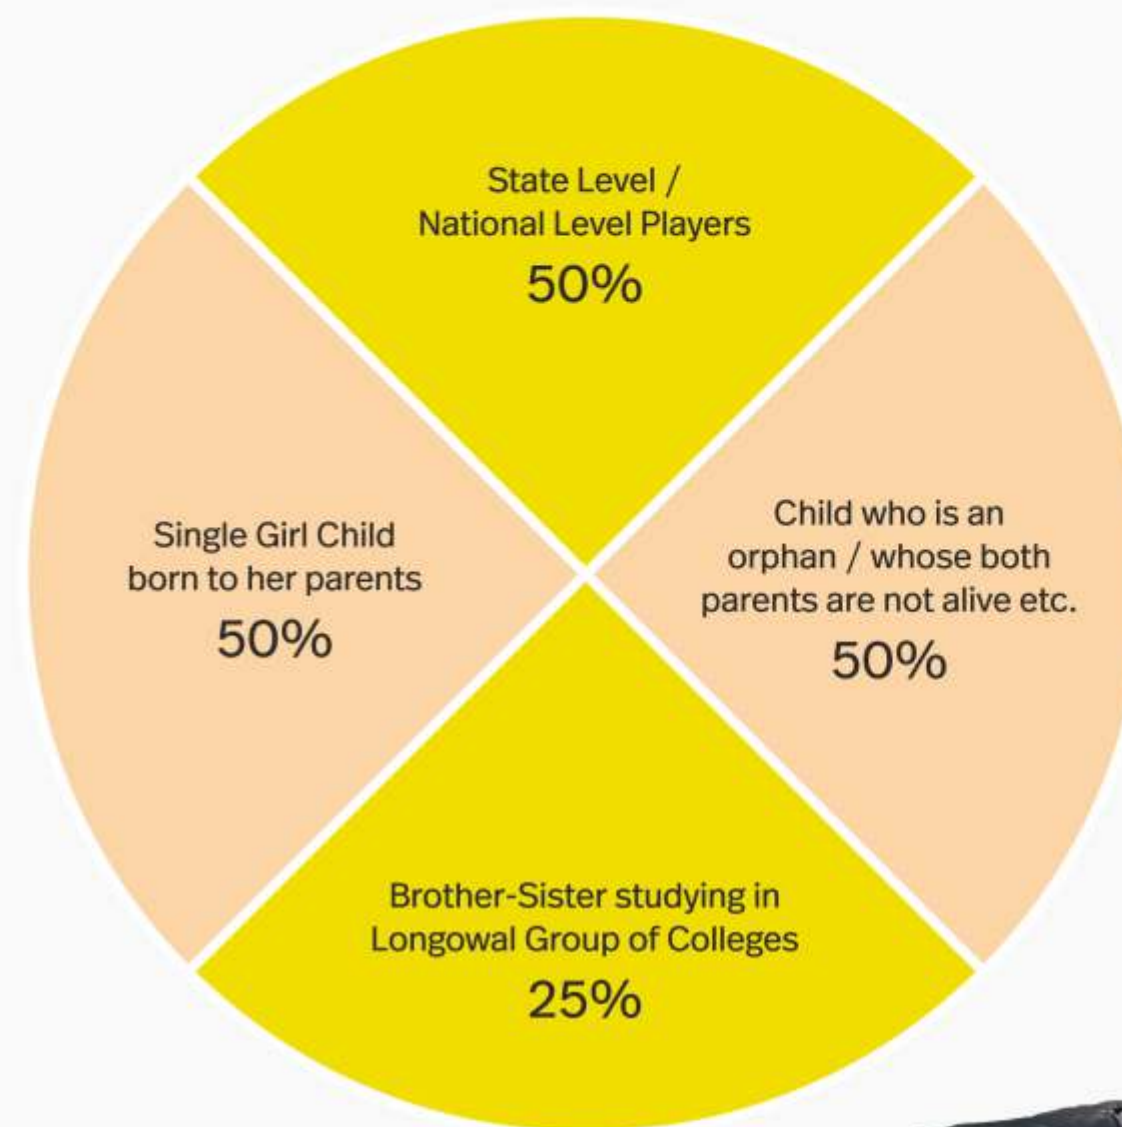 State Level /
National Level Players
50%
Single Girl Child
born to her parents
50%
Child who is an
orphan / whose both
parents are not alive etc.
50%
Brother-Sister studying in
Longowal Group of Colleges
25%